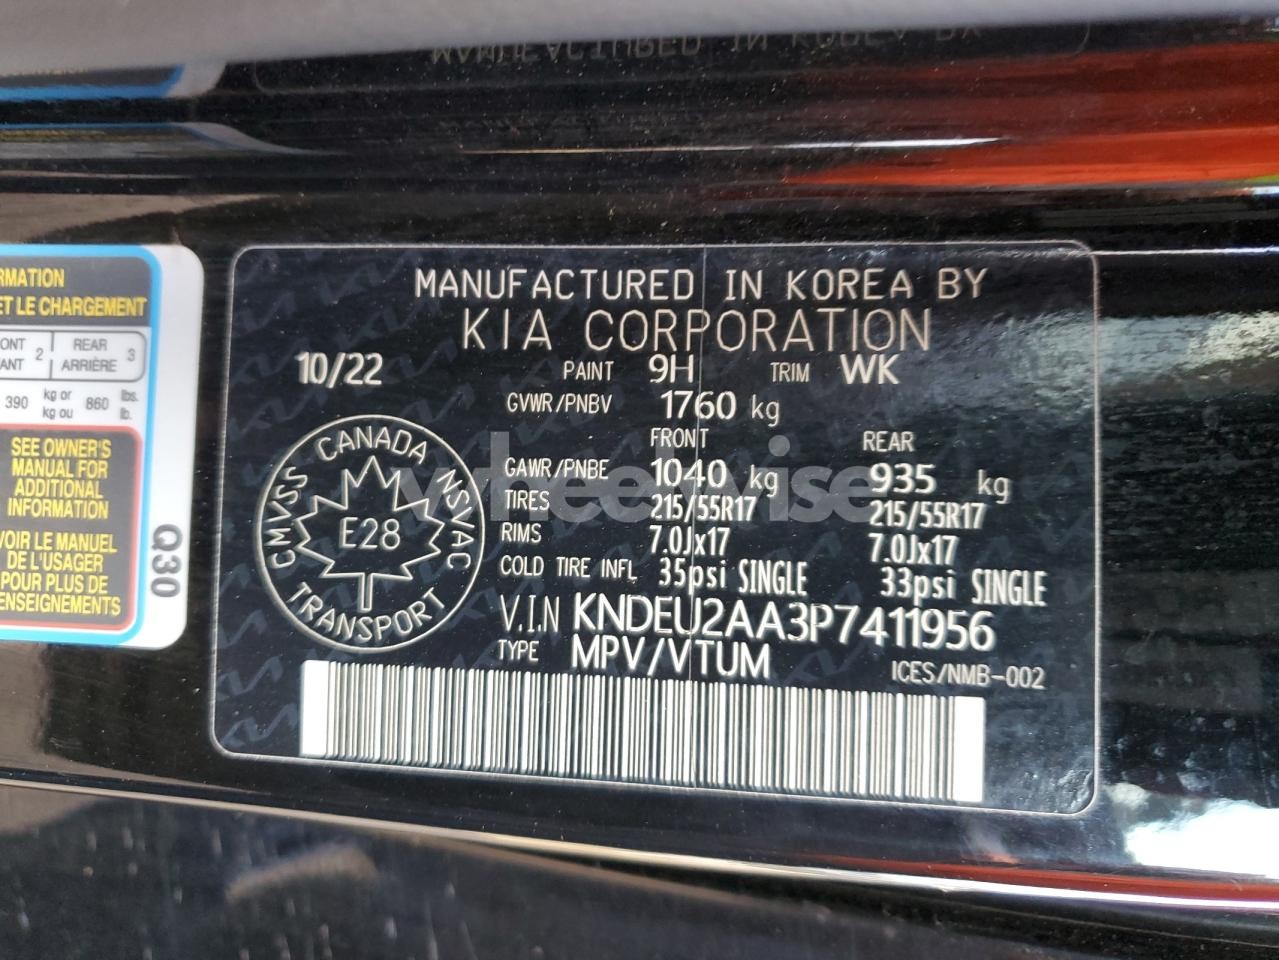 MANUFACTURED IN KOREA BY
KIA CORPORATION
10/22 PAINT 9H TRIM WK
GVWR/PNBV 1760 kg
FRONT REAR
GAWR/PNBE 1040 kg 935 kg
TIRES 215/55R17 215/55R17
RIMS 7.0Jx17 7.0Jx17
COLD TIRE INFL 35psi SINGLE 33psi SINGLE
V.I.N KNDEU2AA3P7411956
TYPE MPV/VTUM
ICES/NMB-002
CMVSS CANADA NSVAC
E28
TRANSPORT
wheelwise
ET LE CHARGEMENT
2 REAR 3
ARRIÈRE
390 kg or 860 lbs.
kg ou lb.
SEE OWNER'S
MANUAL FOR
ADDITIONAL
INFORMATION
VOIR LE MANUEL
DE L'USAGER
POUR PLUS DE
Q30